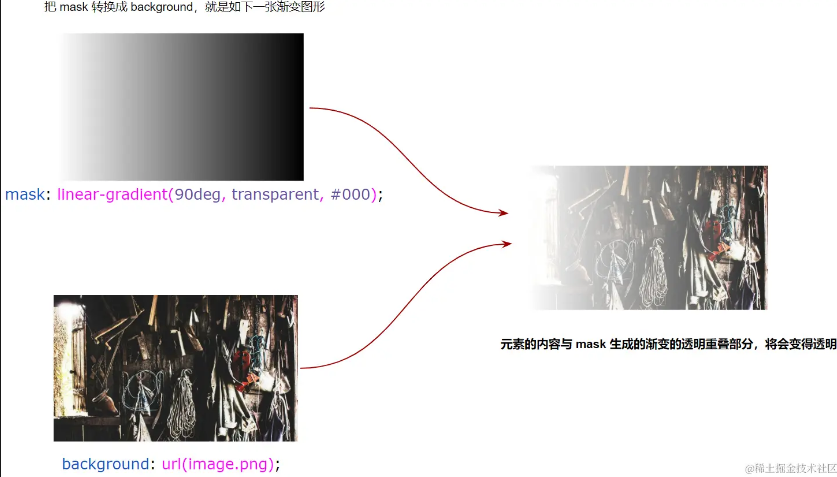 把 mask 转换成 background，就是如下一张渐变图形
mask: linear-gradient(90deg, transparent, #000);
元素的内容与 mask 生成的渐变的透明重叠部分，将会变得透明
background: url(image.png);
@稀土掘金技术社区